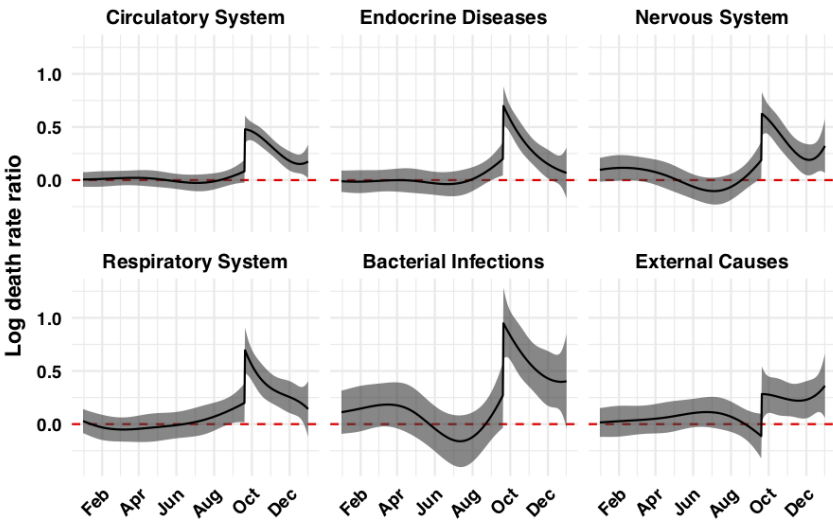 Circulatory System
Endocrine Diseases
Nervous System
1.0
0.5
0.0
Respiratory System
Bacterial Infections
External Causes
1.0
0.5
0.0
Log death rate ratio
Feb Apr Jun Aug Oct Dec
Feb Apr Jun Aug Oct Dec
Feb Apr Jun Aug Oct Dec